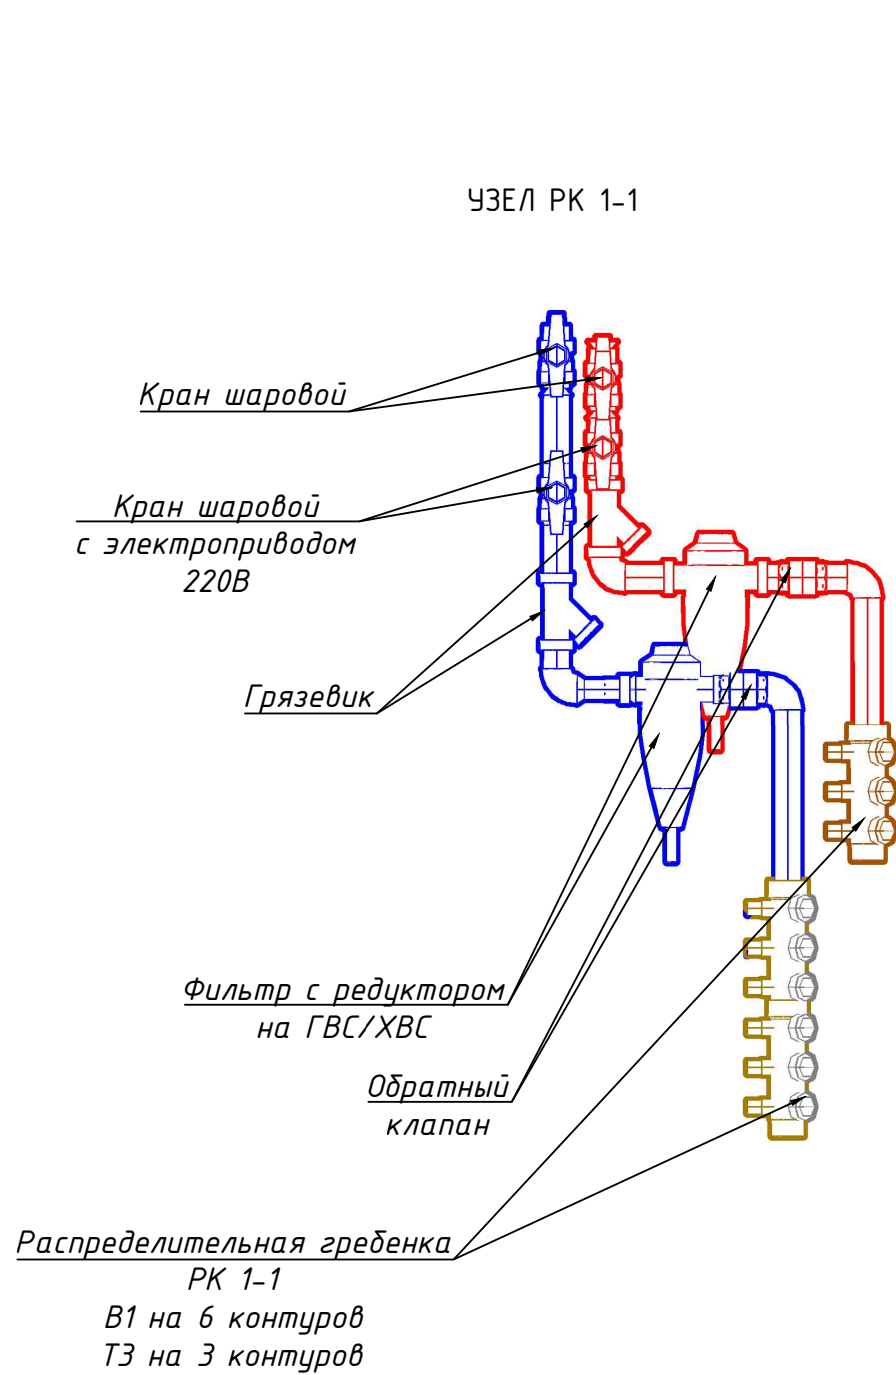 УЗЕЛ РК 1-1
Кран шаровой
Кран шаровой
с электроприводом
220В
Грязевик
Фильтр с редуктором
на ГВС/ХВС
Обратный
клапан
Распределительная гребенка
РК 1-1
В1 на 6 контуров
Т3 на 3 контуров